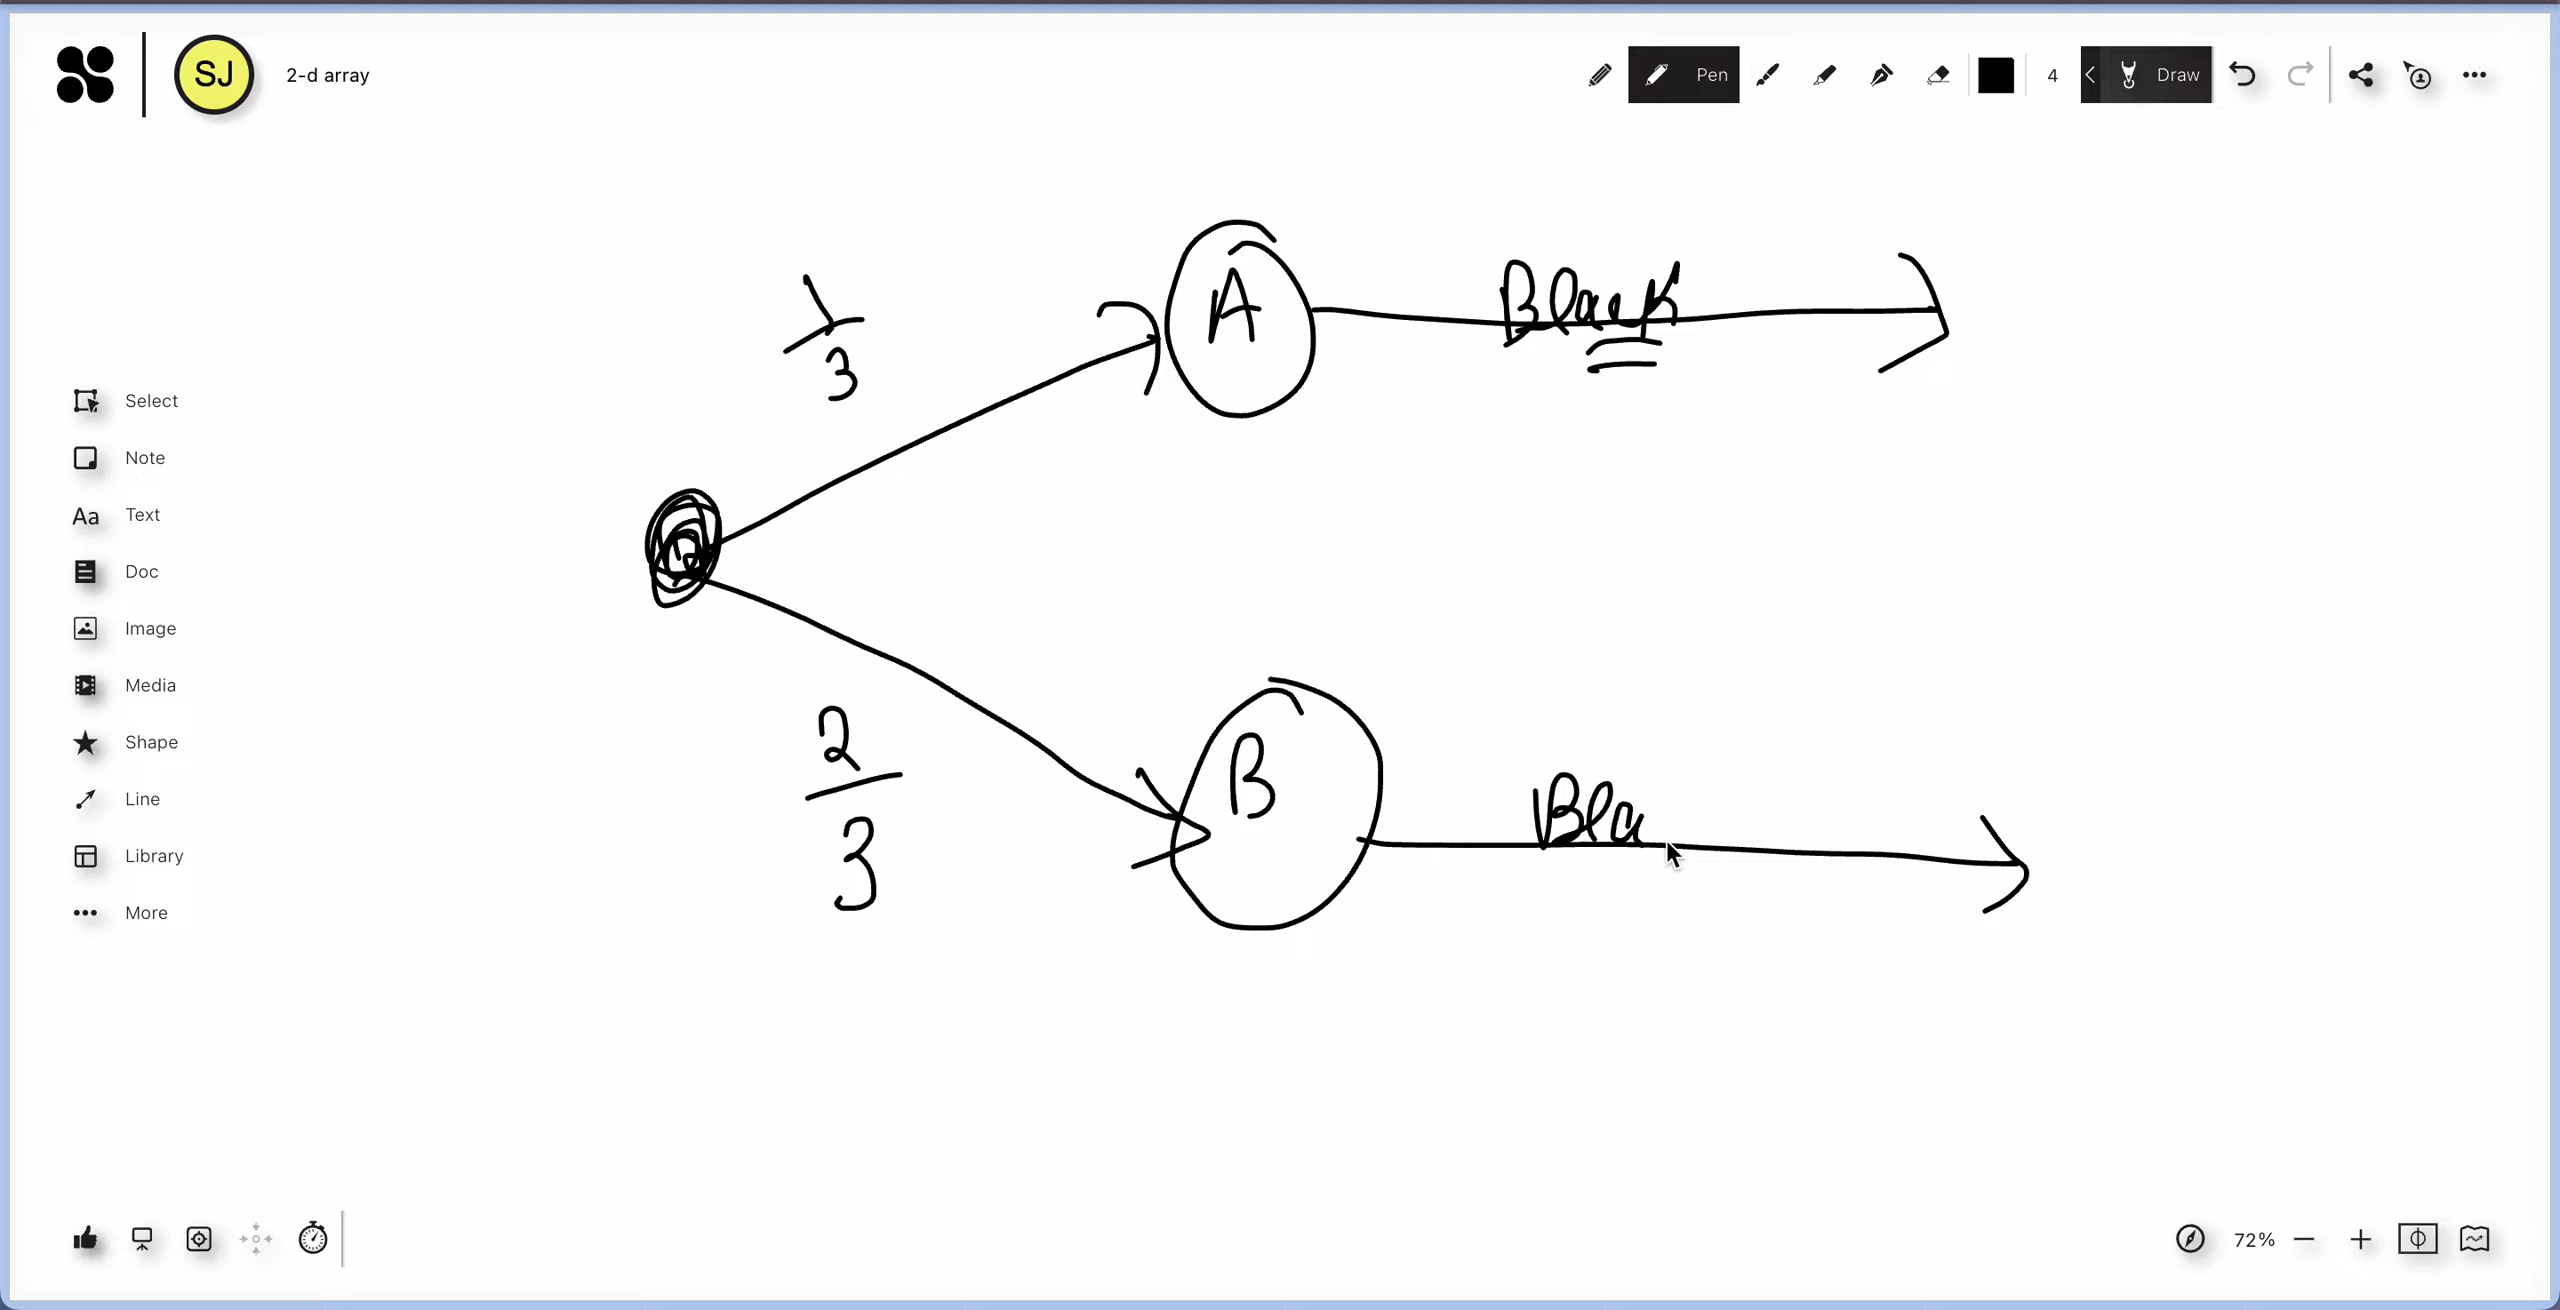 SJ
2-d array
Pen
4
Draw
1
3
A
Black
Select
Note
Aa Text
Doc
Image
Media
Shape
Line
Library
More
2
3
B
Bla
72%